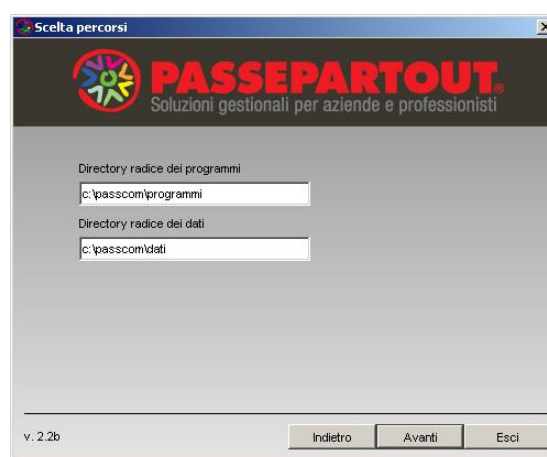 Scelta percorsi
PASSEPARTOUT®
Soluzioni gestionali per aziende e professionisti
Directory radice dei programmi
c:\passcom\programmi
Directory radice dei dati
c:\passcom\dati
v. 2.2b
Indietro Avanti Esci